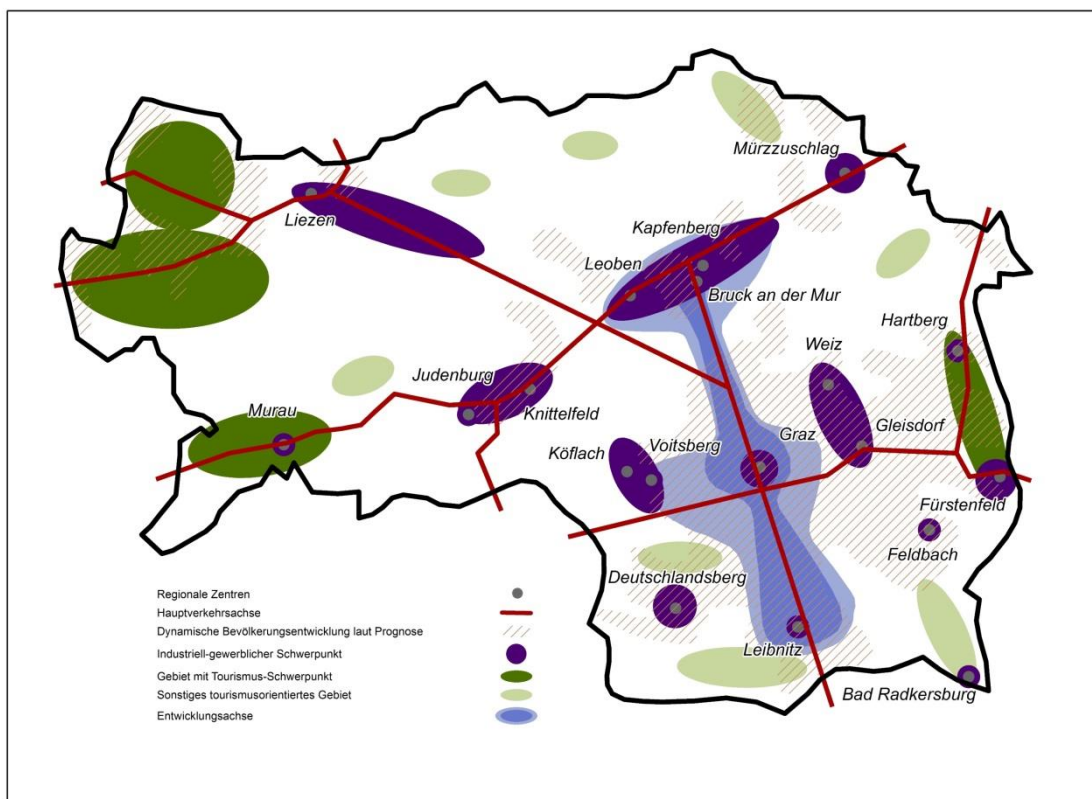 Mürzzuschlag
Liezen
Kapfenberg
Leoben
Bruck an der Mur
Hartberg
Weiz
Judenburg
Murau
Knittelfeld
Gleisdorf
Graz
Voitsberg
Köflach
Fürstenfeld
Feldbach
Deutschlandsberg
Leibnitz
Bad Radkersburg
Regionale Zentren
Hauptverkehrsachse
Dynamische Bevölkerungsentwicklung laut Prognose
Industriell-gewerblicher Schwerpunkt
Gebiet mit Tourismus-Schwerpunkt
Sonstiges tourismusorientiertes Gebiet
Entwicklungsachse